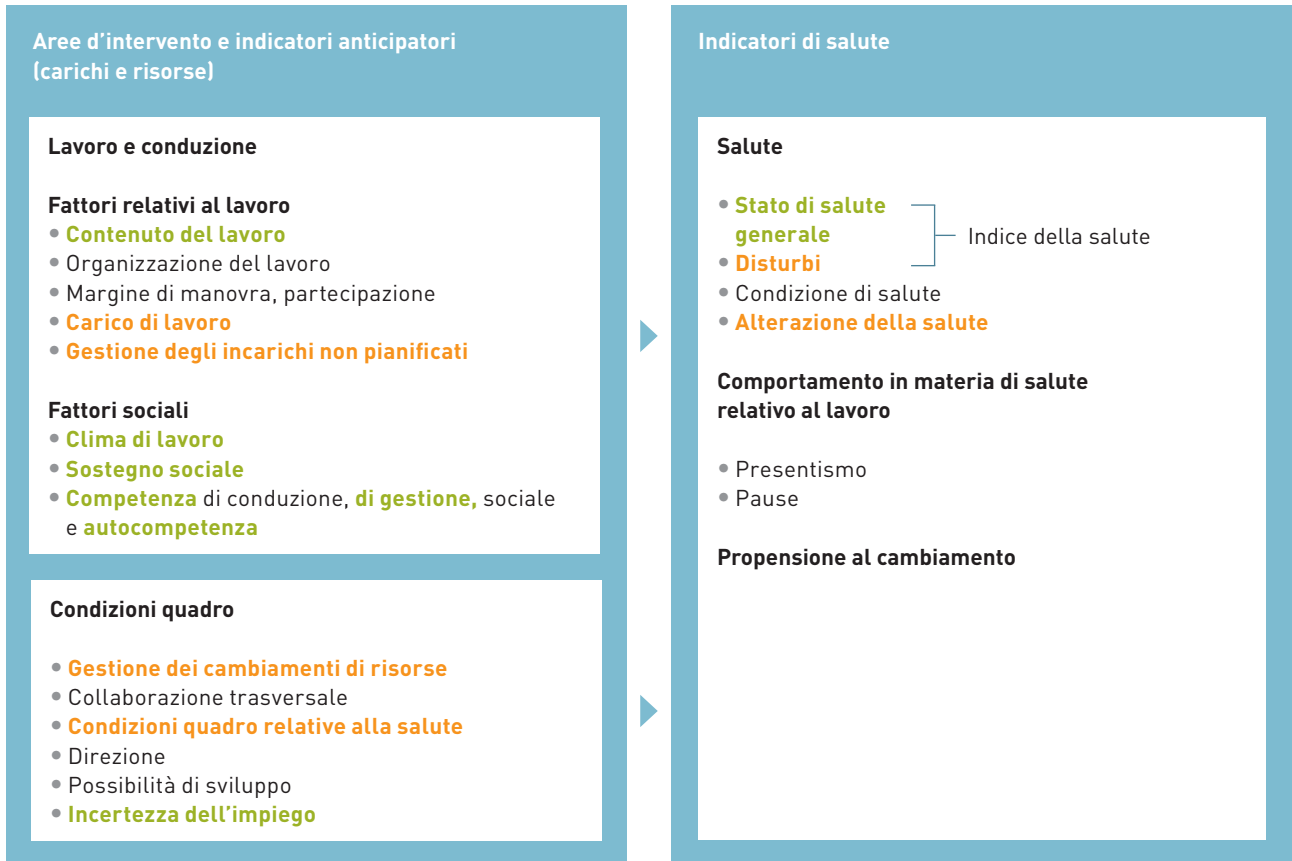 Aree d’intervento e indicatori anticipatori
(carichi e risorse)
Lavoro e conduzione
Fattori relativi al lavoro
• Contenuto del lavoro
• Organizzazione del lavoro
• Margine di manovra, partecipazione
• Carico di lavoro
• Gestione degli incarichi non pianificati
Fattori sociali
• Clima di lavoro
• Sostegno sociale
• Competenza di conduzione, di gestione, sociale
e autocompetenza
Condizioni quadro
• Gestione dei cambiamenti di risorse
• Collaborazione trasversale
• Condizioni quadro relative alla salute
• Direzione
• Possibilità di sviluppo
• Incertezza dell’impiego
Indicatori di salute
Salute
• Stato di salute
generale
• Disturbi
Indice della salute
• Condizione di salute
• Alterazione della salute
Comportamento in materia di salute
relativo al lavoro
• Presentismo
• Pause
Propensione al cambiamento